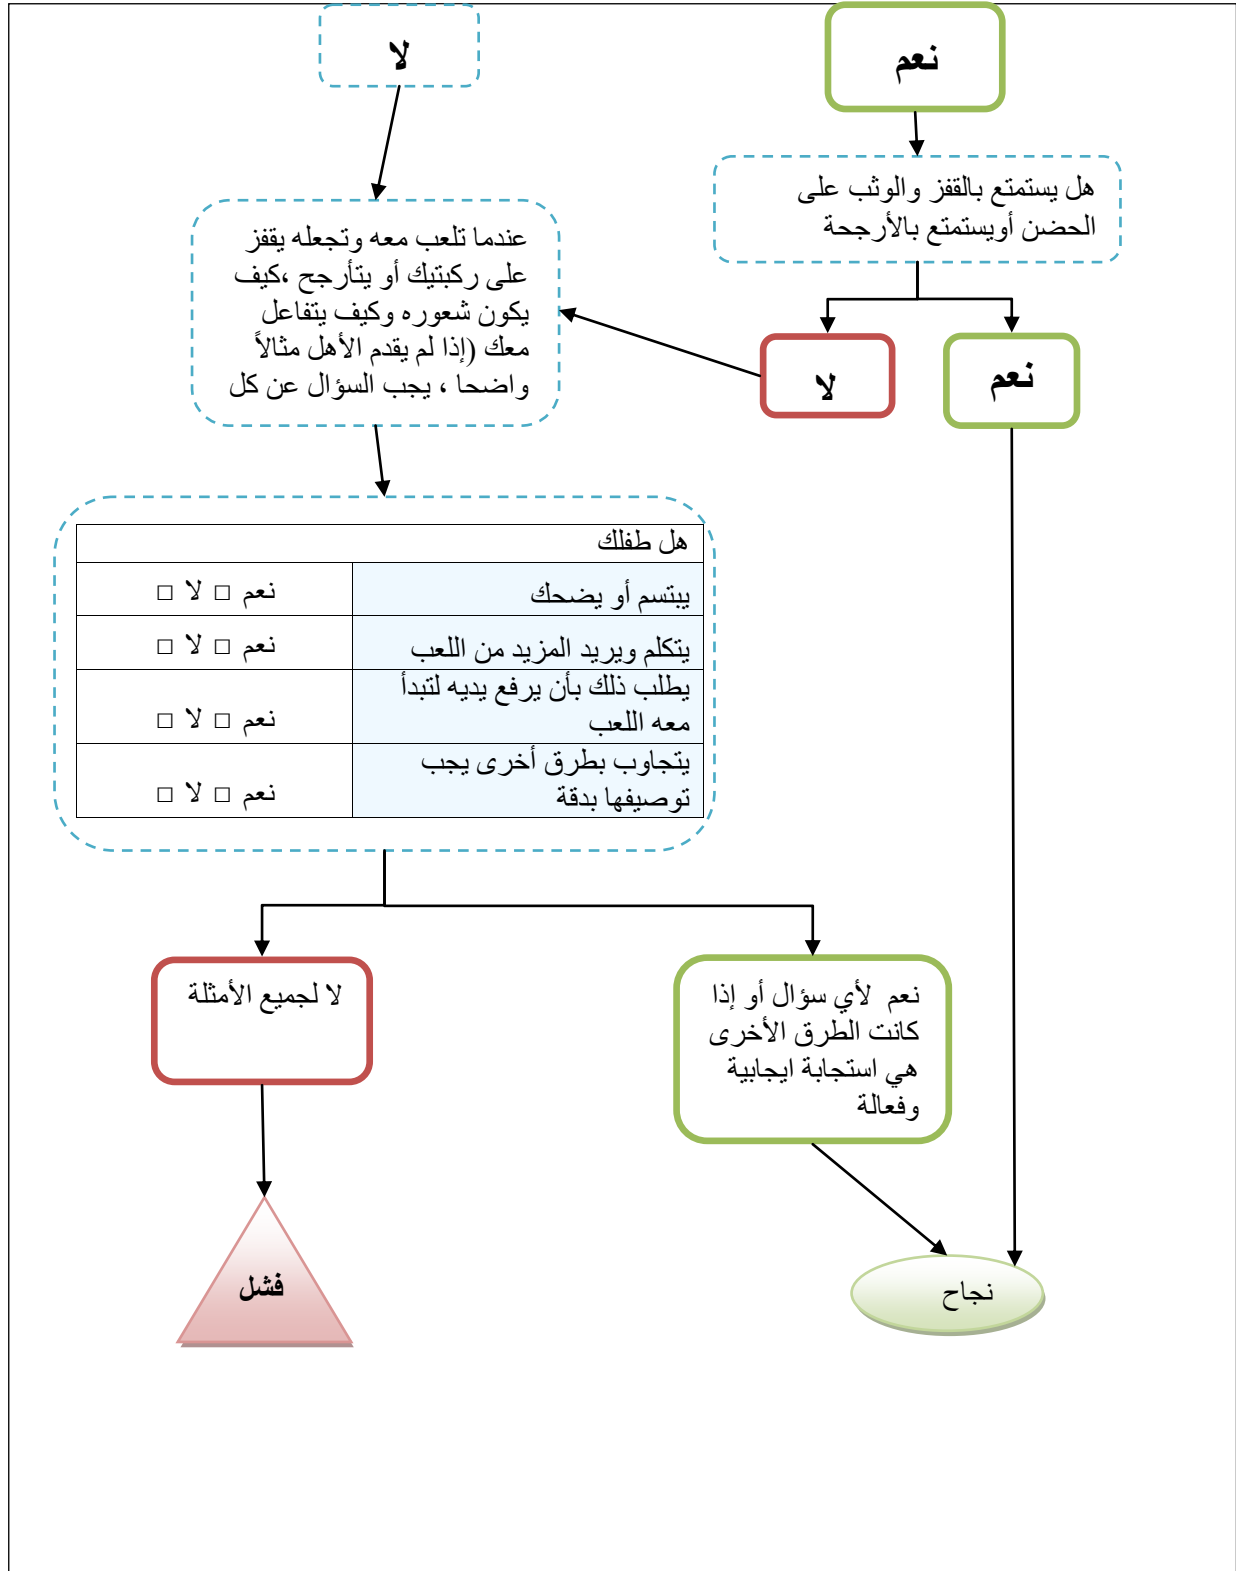 نعم
لا
هل يستمتع بالقفز والوثب على
الحضن أويستمتع بالأرجحة
عندما تلعب معه وتجعله يقفز
على ركبتيك أو يتأرجح ،كيف
يكون شعوره وكيف يتفاعل
معك (إذا لم يقدم الأهل مثالاً
واضحا ، يجب السؤال عن كل
نعم
لا
هل طفلك
يبتسم أو يضحك
نعم □ لا □
يتكلم ويريد المزيد من اللعب
نعم □ لا □
يطلب ذلك بأن يرفع يديه لتبدأ
معه اللعب
نعم □ لا □
يتجاوب بطرق أخرى يجب
توصيفها بدقة
نعم □ لا □
نعم لأي سؤال أو إذا
كانت الطرق الأخرى
هي استجابة ايجابية
وفعالة
لا لجميع الأمثلة
نجاح
فشل